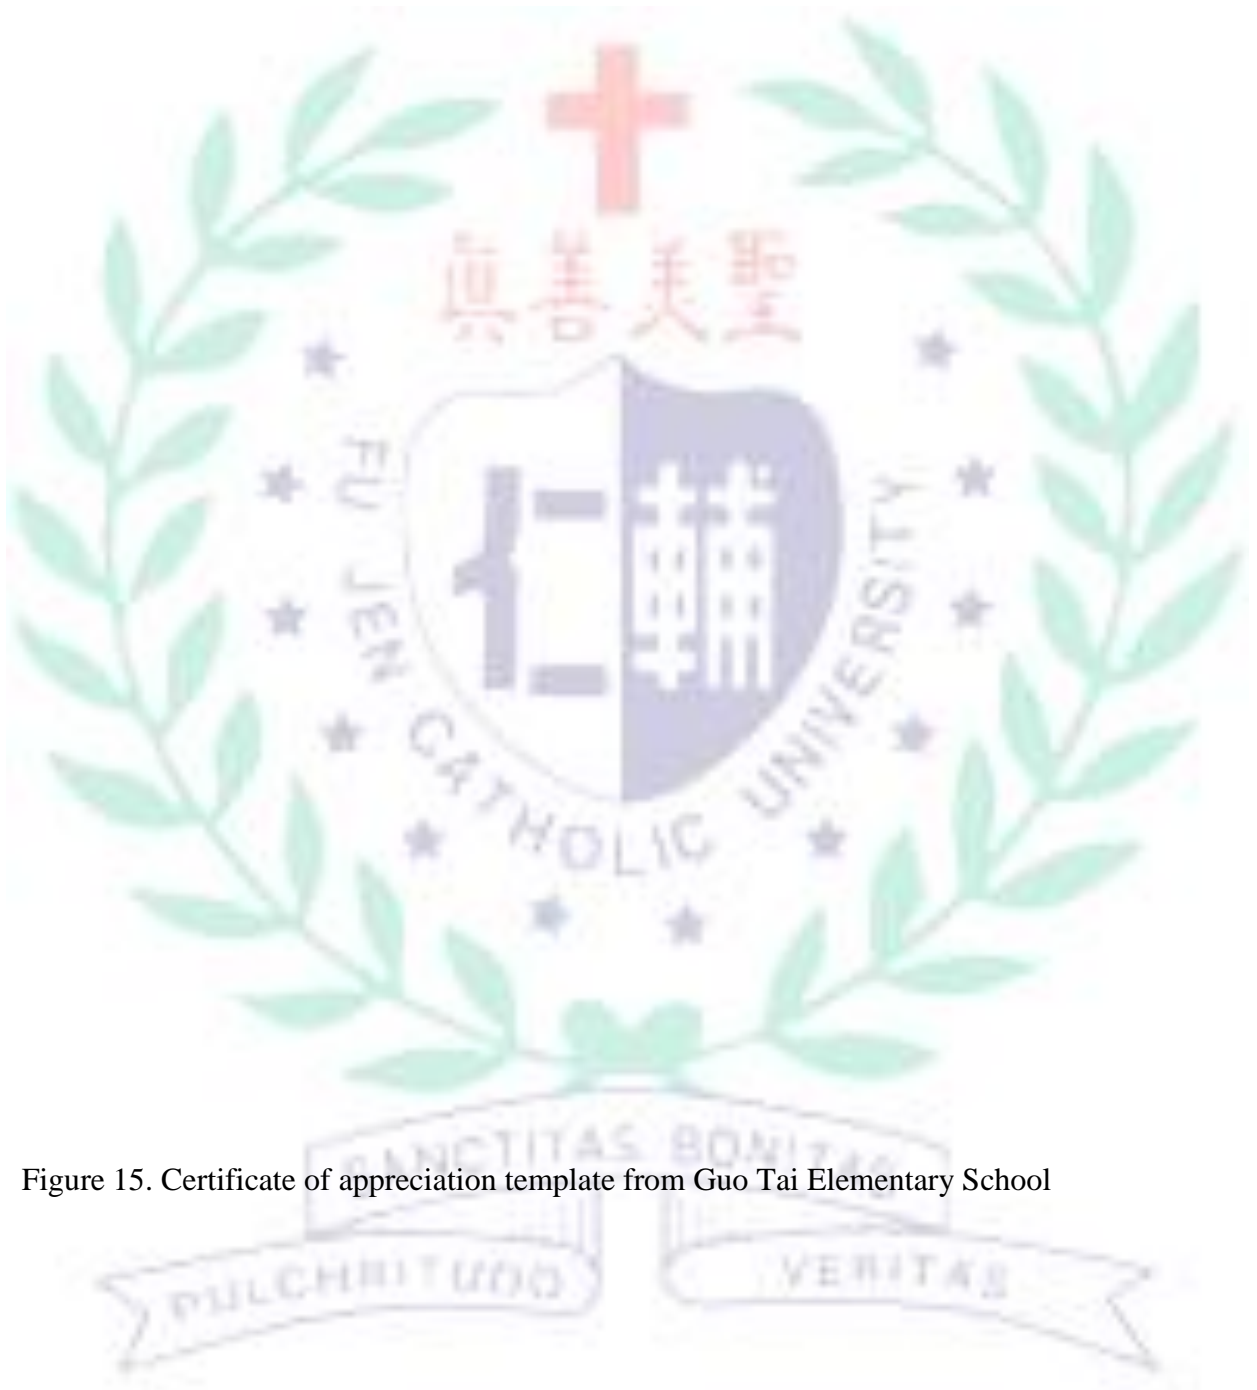 真善美聖
FU JEN CATHOLIC UNIVERSITY
仁 輔
SANCTITAS BONITAS
Figure 15. Certificate of appreciation template from Guo Tai Elementary School
PULCHRITUDO VERITAS